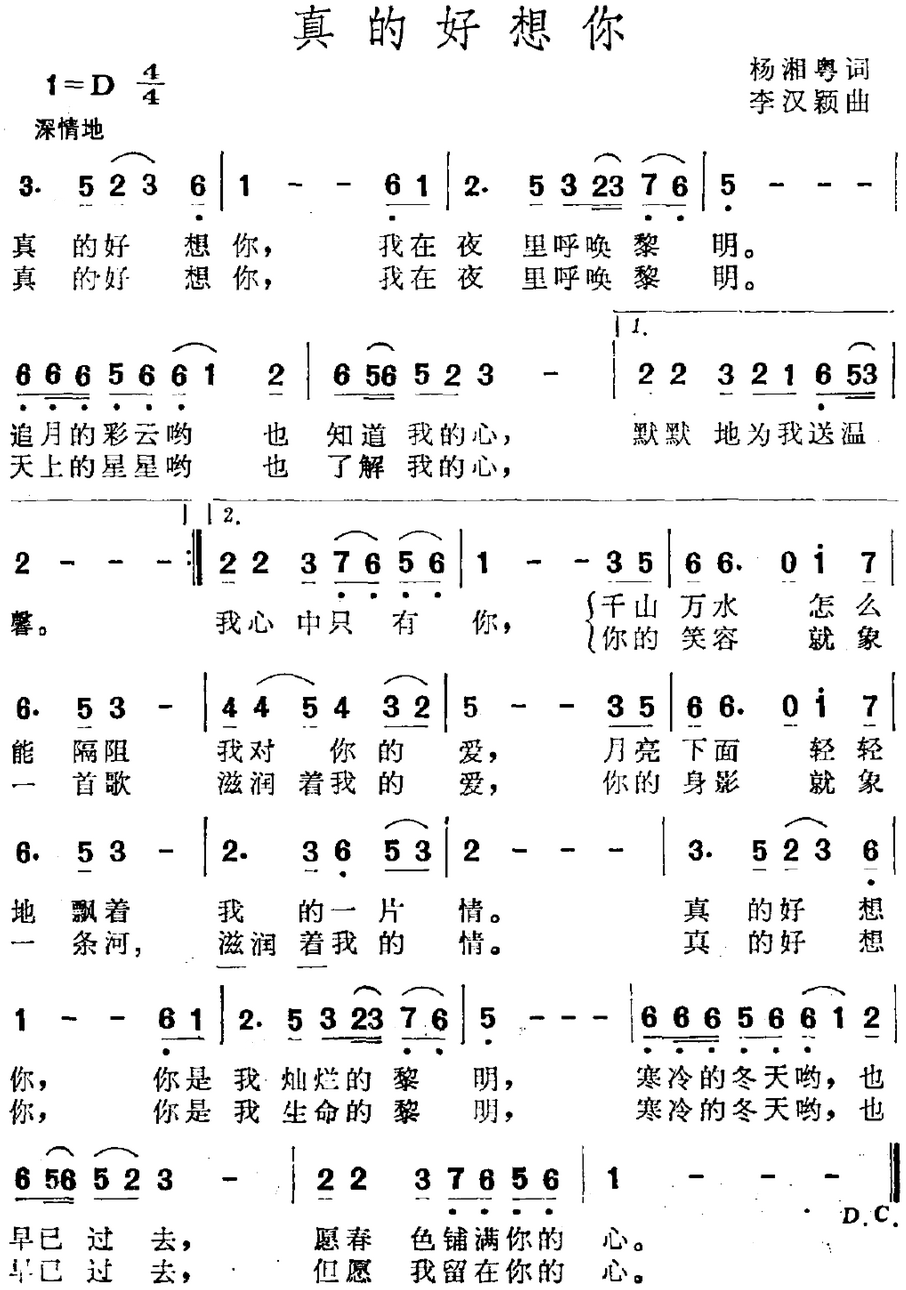 真的好想你
1=D 4/4
杨湘粤词
李汉颖曲
深情地
3. 5 2 3 6 | 1 - - 6 1 | 2. 5 3 23 7 6 | 5 - - -
真 的好 想你， 我在夜 里呼唤黎 明。
真 的好 想你， 我在夜 里呼唤黎 明。
1.
6 6 6 5 6 6 1 2 | 6 56 5 2 3 - | 2 2 3 2 1 6 53
追月的彩云哟 也 知道 我的心， 默默 地为我送温
天上的星星哟 也 了解 我的心，
2.
2 - - - :| 2 2 3 7 6 5 6 | 1 - - 3 5 | 6 6. 0 i 7
馨。 我心 中只 有 你， 千山 万水 怎么
你的 笑容 就象
6. 5 3 - | 4 4 5 4 3 2 | 5 - - 3 5 | 6 6. 0 i 7
能 隔阻 我对 你 的 爱， 月亮 下面 轻轻
一 首歌 滋润 着我 的 爱， 你的 身影 就象
6. 5 3 - | 2. 3 6 5 3 | 2 - - - | 3. 5 2 3 6
地 飘着 我 的一 片 情。 真 的好 想
一 条河， 滋润 着我 的 情。 真 的好 想
1 - - 6 1 | 2. 5 3 23 7 6 | 5 - - - | 6 6 6 5 6 6 1 2
你， 你是 我 灿烂的 黎 明， 寒冷的冬天哟，也
你， 你是 我 生命的 黎 明， 寒冷的冬天哟，也
6 56 5 2 3 - | 2 2 3 7 6 5 6 | 1 - - - ‖
D.C.
早已 过 去， 愿春 色铺满你的 心。
早已 过 去， 但愿 我留在你的 心。